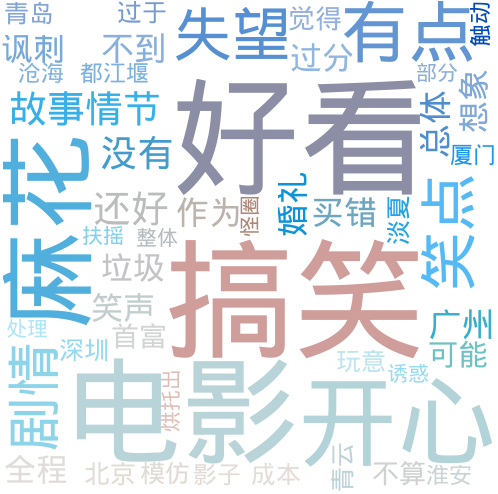 青岛
过于
失望
觉得
有点
触动
讽刺
不到
过分
沧海
都江堰
部分
想象
故事情节
好看
总体
没有
厦门
麻花
还好
作为
怪圈
婚礼
买错
淡夏
笑点
扶摇
整体
垃圾
搞笑
笑声
首富
广州
处理
剧情
深圳
可能
玩意
诱惑
电影
开心
烘托出
全程
北京
模仿
影子
成本
青云
不算
淮安